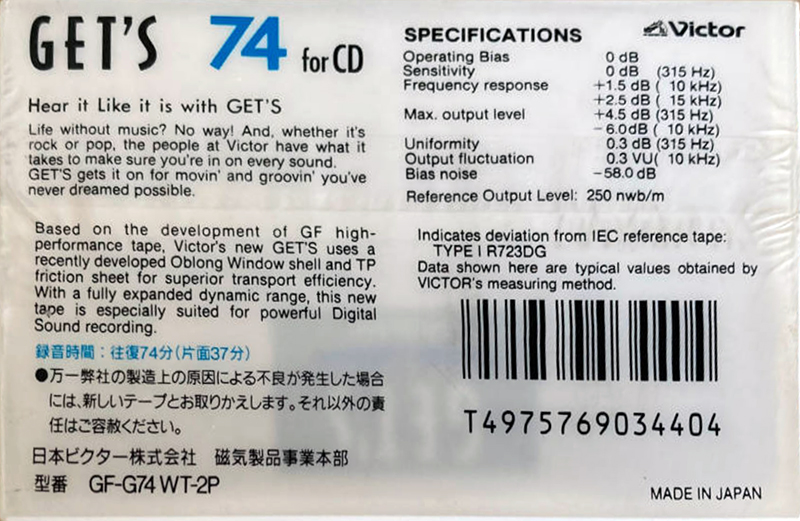 GET'S 74 for CD
Hear it Like it is with GET'S
Life without music? No way! And, whether it's
rock or pop, the people at Victor have what it
takes to make sure you're in on every sound.
GET'S gets it on for movin' and groovin' you've
never dreamed possible.
Based on the development of GF high-
performance tape, Victor's new GET'S uses a
recently developed Oblong Window shell and TP
friction sheet for superior transport efficiency.
With a fully expanded dynamic range, this new
tape is especially suited for powerful Digital
Sound recording.
録音時間：往復74分(片面37分)
●万一弊社の製造上の原因による不良が発生した場合
には、新しいテープとお取りかえします。それ以外の責
任はご容赦ください。
日本ビクター株式会社 磁気製品事業本部
型番 GF-G74 WT-2P
SPECIFICATIONS
Victor
Operating Bias 0 dB
Sensitivity 0 dB (315 Hz)
Frequency response +1.5 dB ( 10 kHz)
+2.5 dB ( 15 kHz)
Max. output level +4.5 dB (315 Hz)
−6.0dB ( 10 kHz)
Uniformity 0.3 dB (315 Hz)
Output fluctuation 0.3 VU( 10 kHz)
Bias noise −58.0 dB
Reference Output Level: 250 nwb/m
Indicates deviation from IEC reference tape:
TYPE I R723DG
Data shown here are typical values obtained by
VICTOR's measuring method.
T4975769034404
MADE IN JAPAN